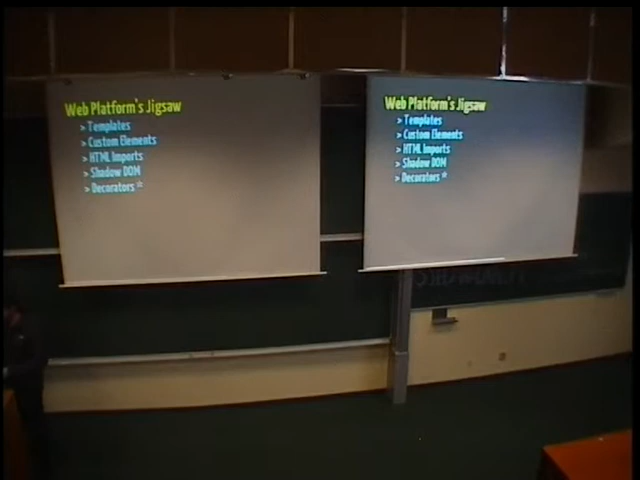 Web Platform's Jigsaw
> Templates
> Custom Elements
> HTML Imports
> Shadow DOM
> Decorators *
Web Platform's Jigsaw
> Templates
> Custom Elements
> HTML Imports
> Shadow DOM
> Decorators *